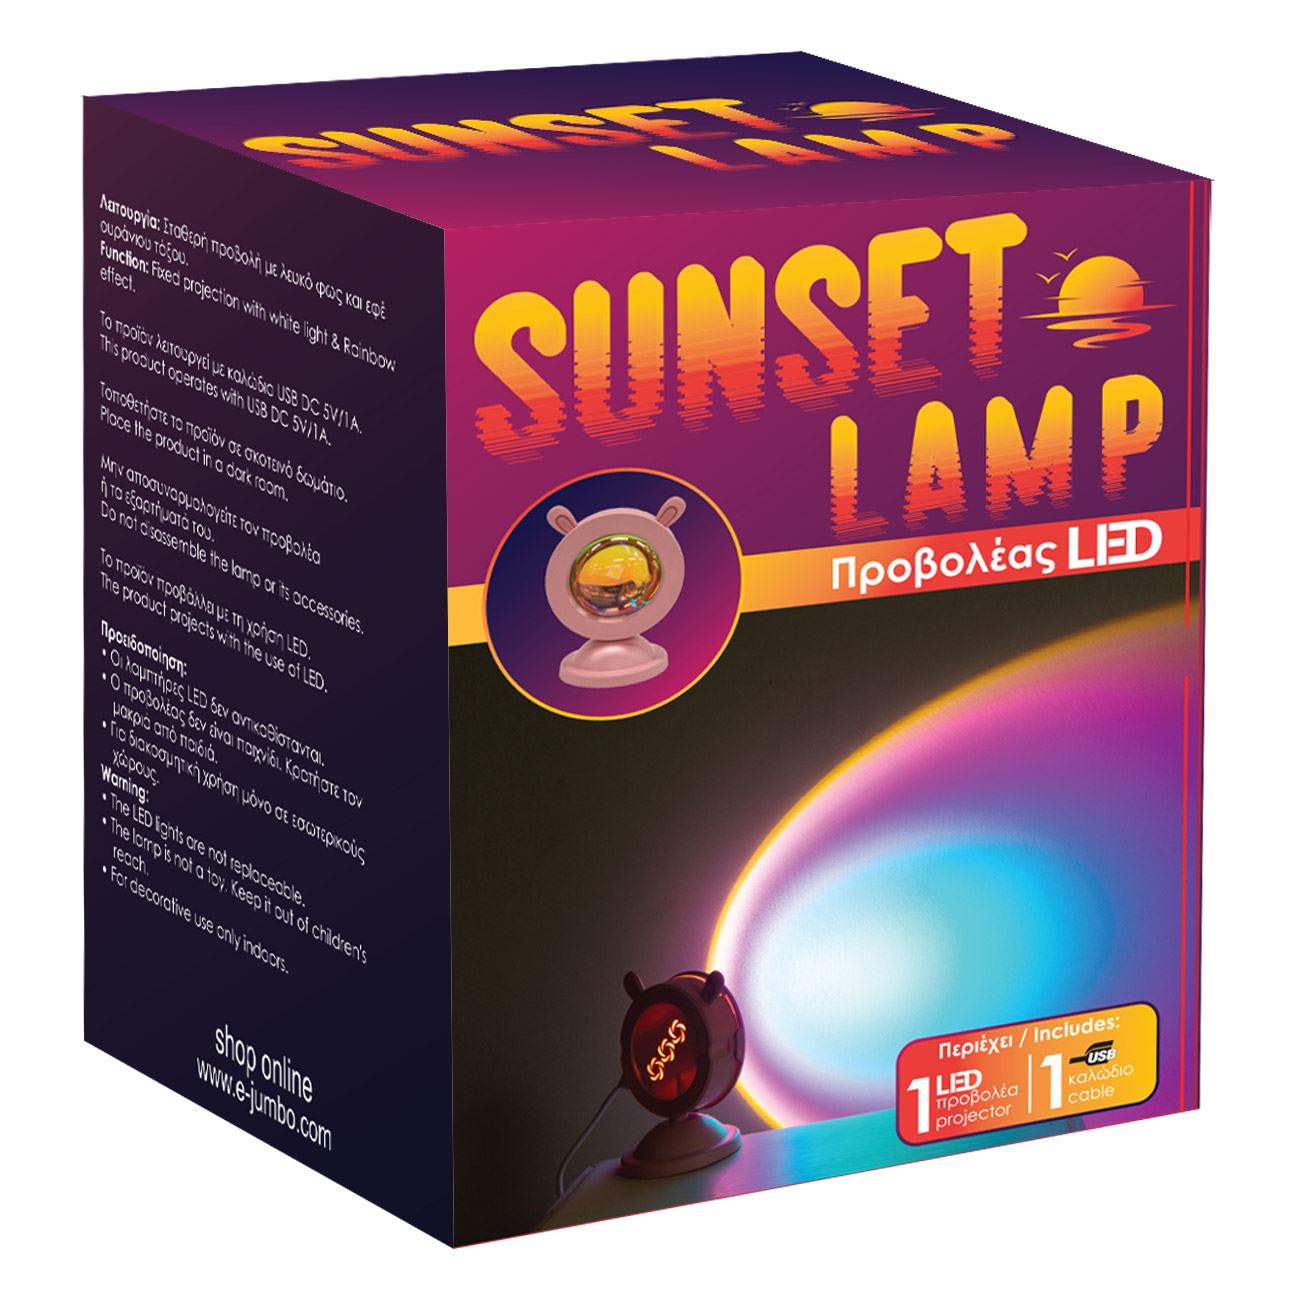 SUNSET
LAMP
SUNSET
LAMP
Προβολέας LED
Περιέχει / Includes:
1 LED
προβολέα
projector
1 USB
καλώδιο
cable
Λειτουργία: Σταθερή προβολή με λευκό φως και εφέ
ουράνιου τόξου.
Function: Fixed projection with white light & Rainbow
effect.
Το προϊόν λειτουργεί με καλώδιο USB DC 5V/1A.
This product operates with USB DC 5V/1A.
Τοποθετήστε το προϊόν σε σκοτεινό δωμάτιο.
Place the product in a dark room.
Μην αποσυναρμολογείτε τον προβολέα
ή τα εξαρτήματά του.
Do not disassemble the lamp or its accessories.
Το προϊόν προβάλλει με τη χρήση LED.
The product projects with the use of LED.
Προειδοποίηση:
• Οι λαμπτήρες LED δεν αντικαθίστανται.
• Ο προβολέας δεν είναι παιχνίδι. Κρατήστε τον
μακριά από παιδιά.
• Για διακοσμητική χρήση μόνο σε εσωτερικούς
χώρους.
Warning:
• The LED lights are not replaceable.
• The lamp is not a toy. Keep it out of children's
reach.
• For decorative use only indoors.
shop online
www.e-jumbo.com